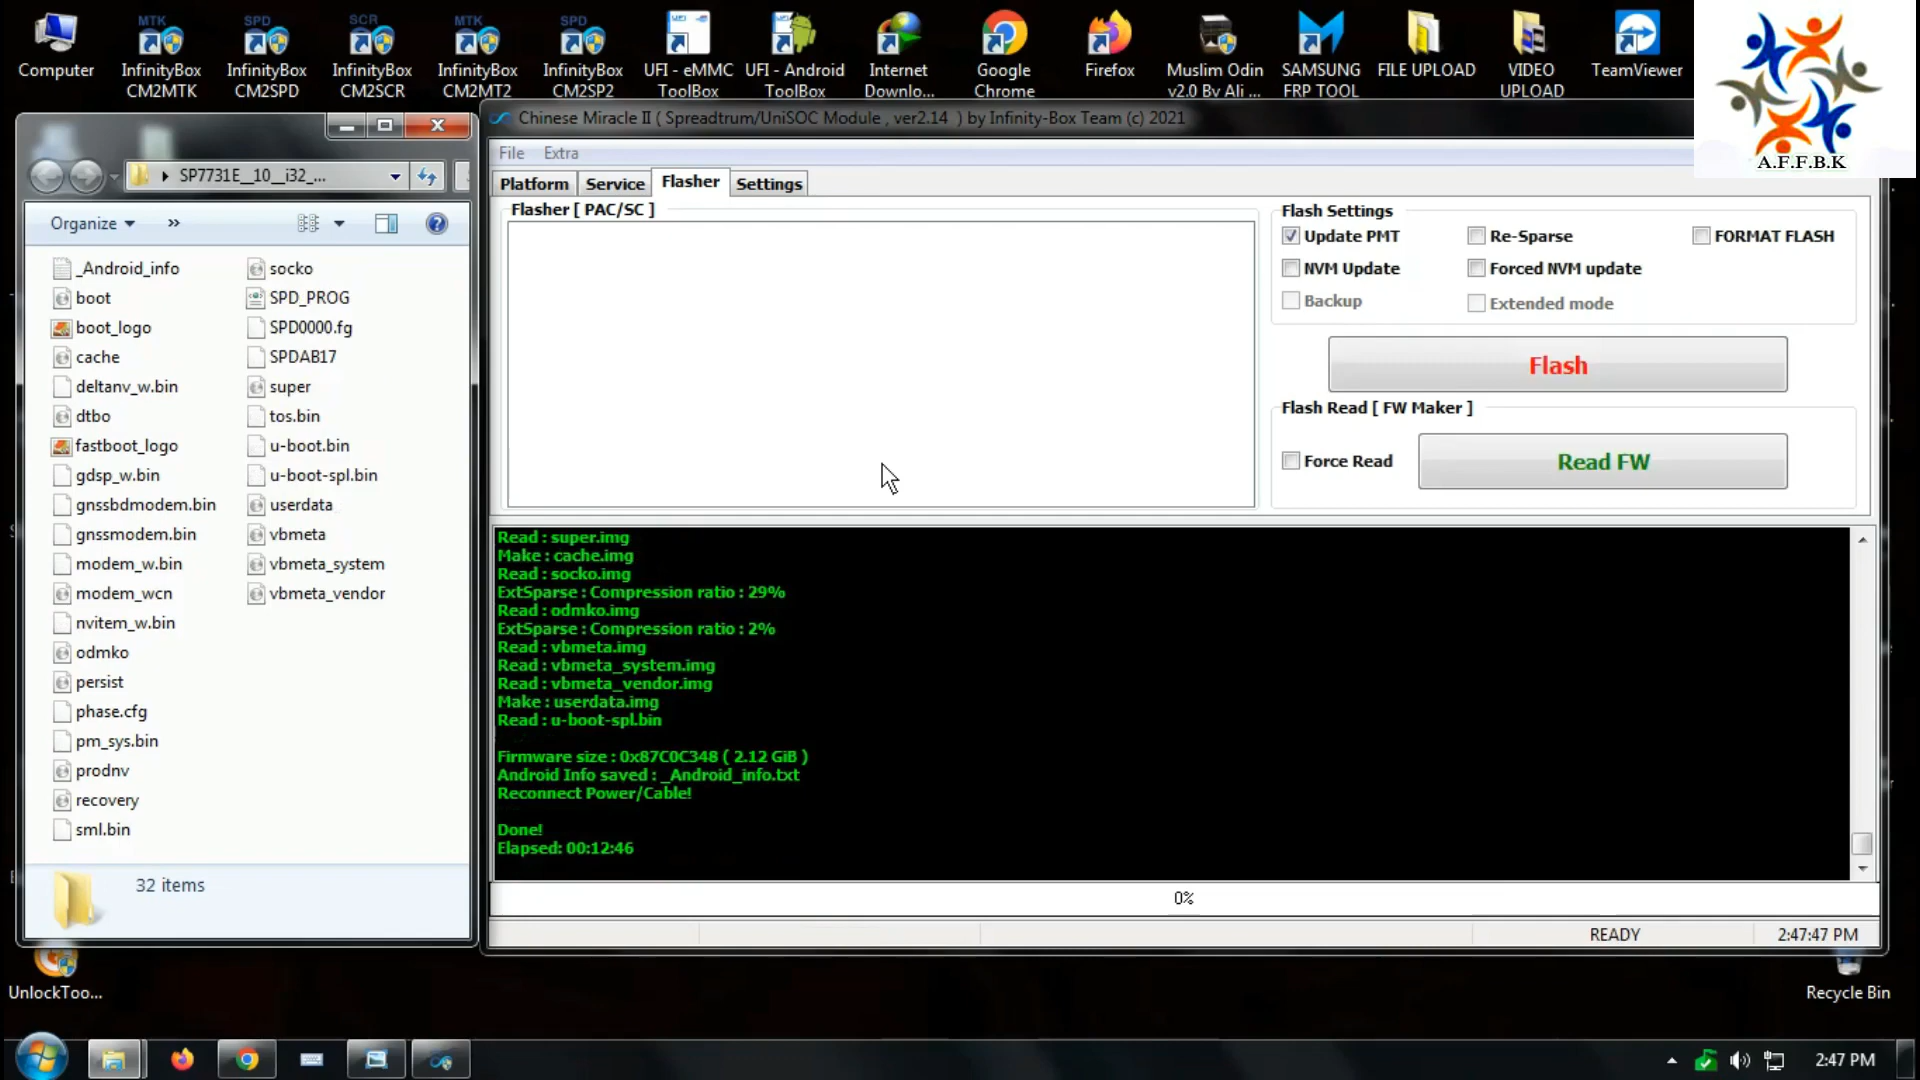 Computer
MTK
InfinityBox
CM2MTK
SPD
InfinityBox
CM2SPD
SCR
InfinityBox
CM2SCR
MTK
InfinityBox
CM2MT2
SPD
InfinityBox
CM2SP2
UFI - eMMC
ToolBox
UFI - Android
ToolBox
Internet
Downlo...
Google
Chrome
Firefox
Muslim Odin
v2.0 By Ali ...
SAMSUNG
FRP TOOL
FILE UPLOAD
VIDEO
UPLOAD
TeamViewer
A.F.F.B.K
SP7731E__10__i32_...
Organize
»
_Android_info
boot
boot_logo
cache
deltanv_w.bin
dtbo
fastboot_logo
gdsp_w.bin
gnssbdmodem.bin
gnssmodem.bin
modem_w.bin
modem_wcn
nvitem_w.bin
odmko
persist
phase.cfg
pm_sys.bin
prodnv
recovery
sml.bin
socko
SPD_PROG
SPD0000.fg
SPDAB17
super
tos.bin
u-boot.bin
u-boot-spl.bin
userdata
vbmeta
vbmeta_system
vbmeta_vendor
32 items
Chinese Miracle II ( Spreadtrum/UniSOC Module , ver2.14 ) by Infinity-Box Team (c) 2021
File Extra
Platform Service Flasher Settings
Flasher [ PAC/SC ]
Flash Settings
Update PMT Re-Sparse FORMAT FLASH
NVM Update Forced NVM update
Backup Extended mode
Flash
Flash Read [ FW Maker ]
Force Read Read FW
Read : super.img
Make : cache.img
Read : socko.img
ExtSparse : Compression ratio : 29%
Read : odmko.img
ExtSparse : Compression ratio : 2%
Read : vbmeta.img
Read : vbmeta_system.img
Read : vbmeta_vendor.img
Make : userdata.img
Read : u-boot-spl.bin
Firmware size : 0x87C0C348 ( 2.12 GiB )
Android Info saved : _Android_info.txt
Reconnect Power/Cable!
Done!
Elapsed: 00:12:46
0%
READY 2:47:47 PM
UnlockToo...
Recycle Bin
2:47 PM